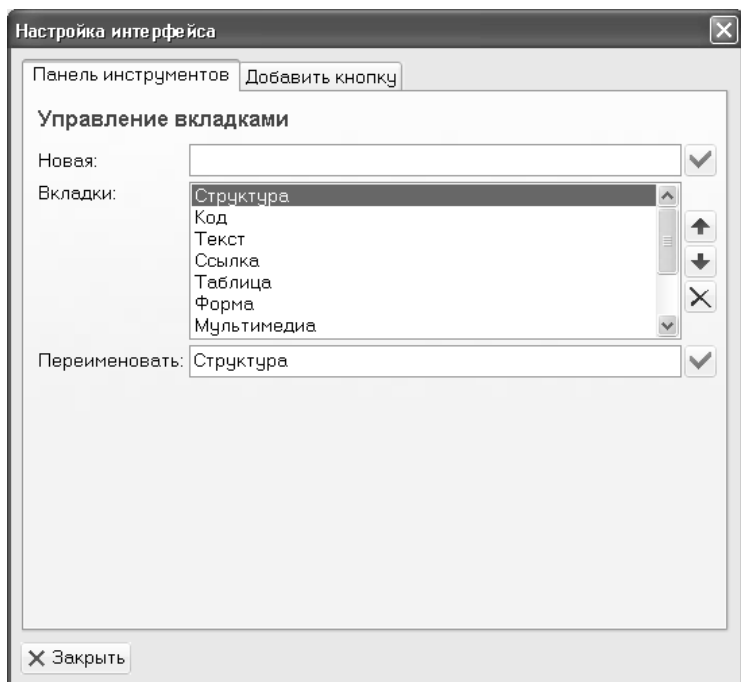 Настройка интерфейса
Панель инструментов
Добавить кнопку
Управление вкладками
Новая:
Вкладки:
Структура
Код
Текст
Ссылка
Таблица
Форма
Мультимедиа
Переименовать: Структура
Закрыть